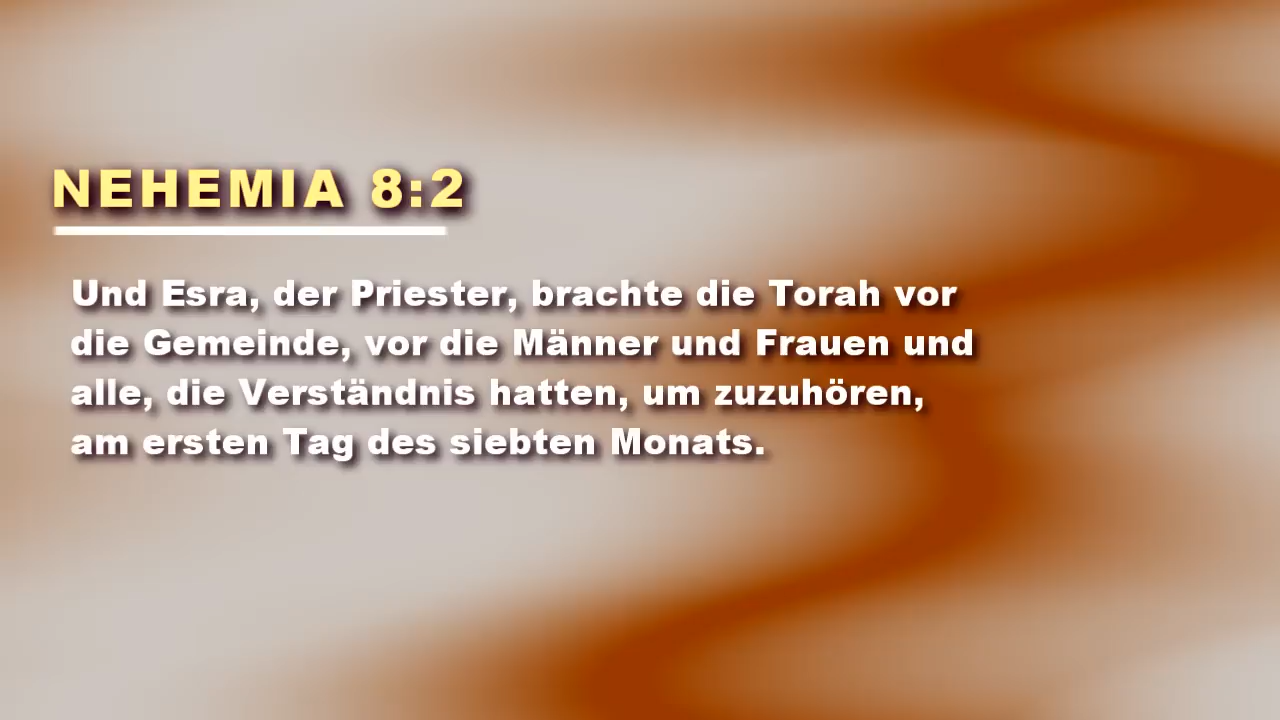 NEHEMIA 8:2
Und Esra, der Priester, brachte die Torah vor
die Gemeinde, vor die Männer und Frauen und
alle, die Verständnis hatten, um zuzuhören,
am ersten Tag des siebten Monats.